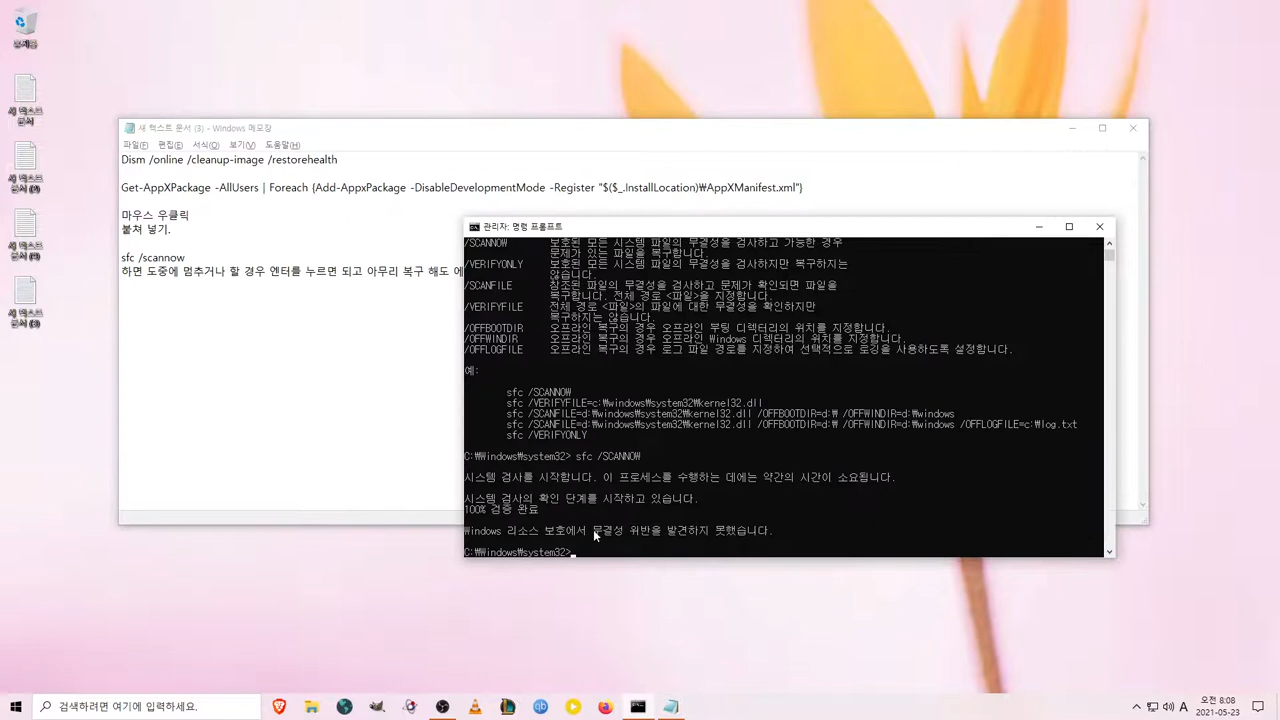 휴지통
새 텍스트
문서
새 텍스트
새 텍스트
새 텍스트
새 텍스트 문서 (3) - Windows 메모장
파일(F) 편집(E) 서식(O) 보기(V) 도움말(H)
Dism /online /cleanup-image /restorehealth
Get-AppXPackage -AllUsers | Foreach {Add-AppxPackage -DisableDevelopmentMode -Register "$($_.InstallLocation)₩AppXManifest.xml"}
마우스 우클릭
붙쳐 넣기.
sfc /scannow
하면 도중에 멈추거나 할 경우 엔터를 누르면 되고 아무리 복구 해도 에
관리자: 명령 프롬프트
/SCANNOW 보호된 모든 시스템 파일의 무결성을 검사하고 가능한 경우
문제가 있는 파일을 복구합니다.
/VERIFYONLY 보호된 모든 시스템 파일의 무결성을 검사하지만 복구하지는
않습니다.
/SCANFILE 참조된 파일의 무결성을 검사하고 문제가 확인되면 파일을
복구합니다. 전체 경로 <파일>을 지정합니다.
/VERIFYFILE 전체 경로 <파일>의 파일에 대한 무결성을 확인하지만
복구하지는 않습니다.
/OFFBOOTDIR 오프라인 복구의 경우 오프라인 부팅 디렉터리의 위치를 지정합니다.
/OFFWINDIR 오프라인 복구의 경우 오프라인 Windows 디렉터리의 위치를 지정합니다.
/OFFLOGFILE 오프라인 복구의 경우 로그 파일 경로를 지정하여 선택적으로 로깅을 사용하도록 설정합니다.
예:
sfc /SCANNOW
sfc /VERIFYFILE=c:₩windows₩system32₩kernel32.dll
sfc /SCANFILE=d:₩windows₩system32₩kernel32.dll /OFFBOOTDIR=d:₩ /OFFWINDIR=d:₩windows
sfc /SCANFILE=d:₩windows₩system32₩kernel32.dll /OFFBOOTDIR=d:₩ /OFFWINDIR=d:₩windows /OFFLOGFILE=c:₩log.txt
sfc /VERIFYONLY
C:₩Windows₩system32> sfc /SCANNOW
시스템 검사를 시작합니다. 이 프로세스를 수행하는 데에는 약간의 시간이 소요됩니다.
시스템 검사의 확인 단계를 시작하고 있습니다.
100% 검증 완료
Windows 리소스 보호에서 무결성 위반을 발견하지 못했습니다.
C:₩Windows₩system32>
검색하려면 여기에 입력하십시오.
A
오전 8:08
2021-05-23